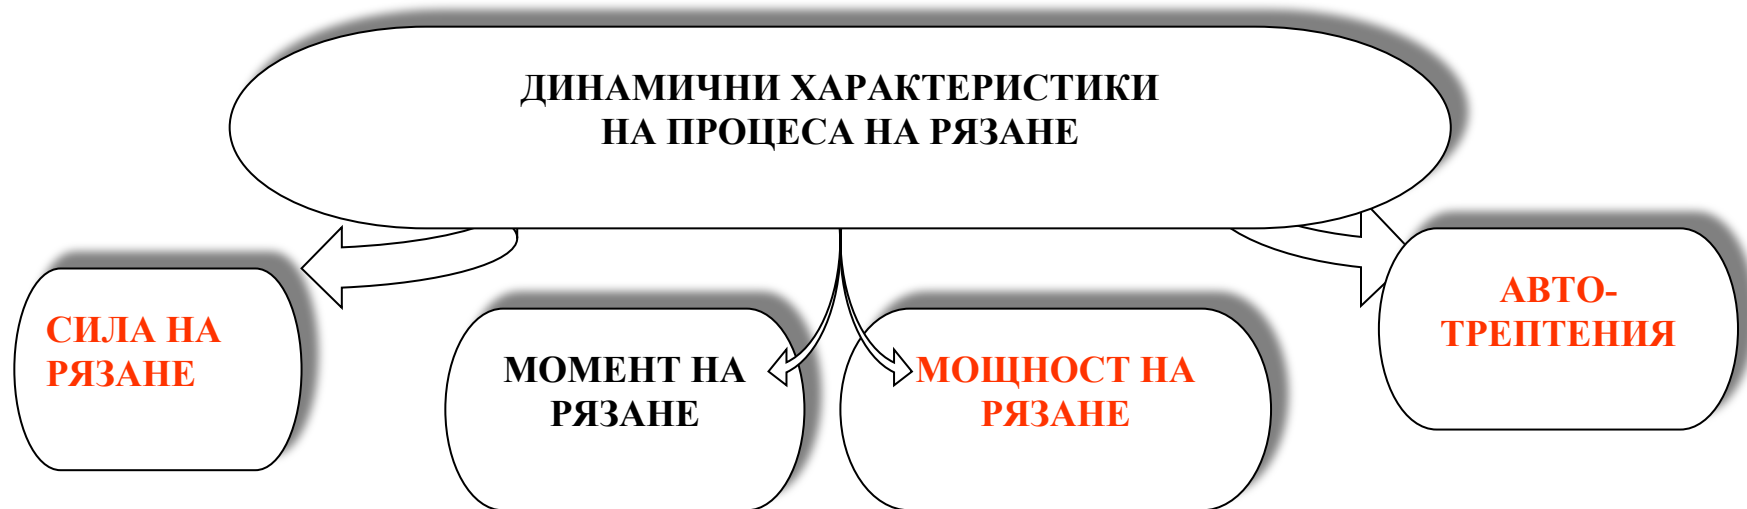 ДИНАМИЧНИ ХАРАКТЕРИСТИКИ
НА ПРОЦЕСА НА РЯЗАНЕ
СИЛА НА
РЯЗАНЕ
МОМЕНТ НА
РЯЗАНЕ
МОЩНОСТ НА
РЯЗАНЕ
АВТО-
ТРЕПТЕНИЯ